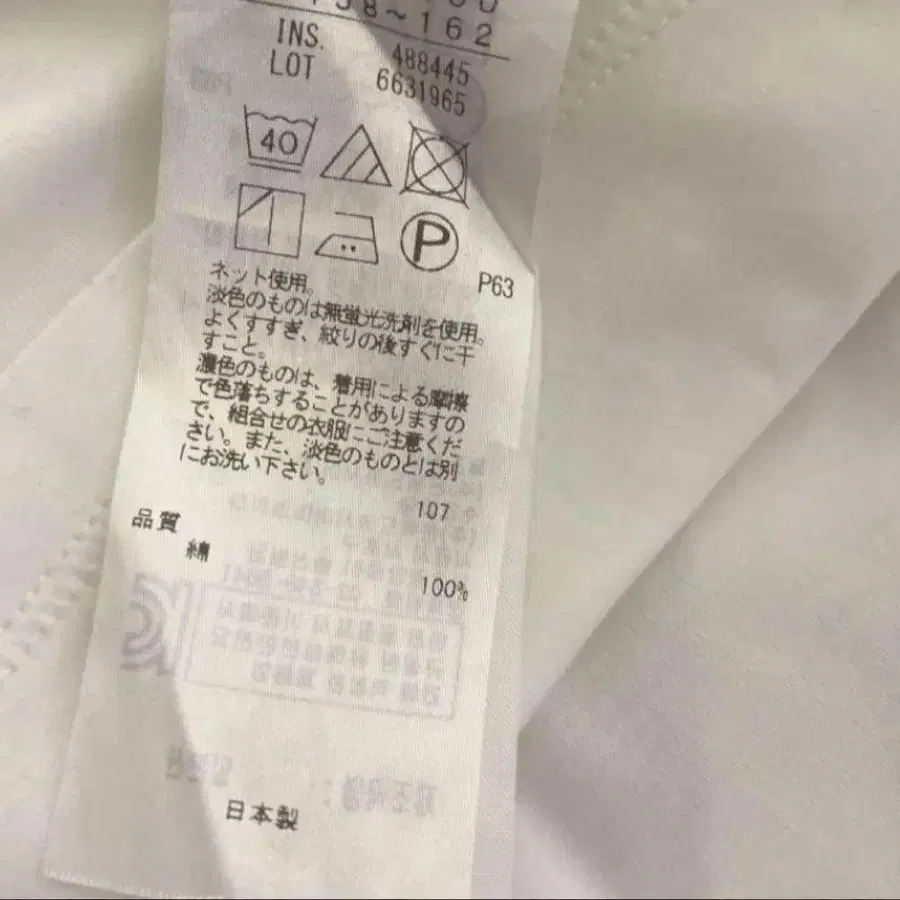 158~162
INS. 488445
LOT 6631965
40
P
P63
ネット使用。
淡色のものは無蛍光洗剤を使用。
よくすすぎ、絞りの後すぐに干
すこと。
濃色のものは、着用による摩擦
で色落ちすることがありますの
で、組合せの衣服にご注意くだ
さい。また、淡色のものとは別
にお洗い下さい。
107
品質
綿
100%
日本製